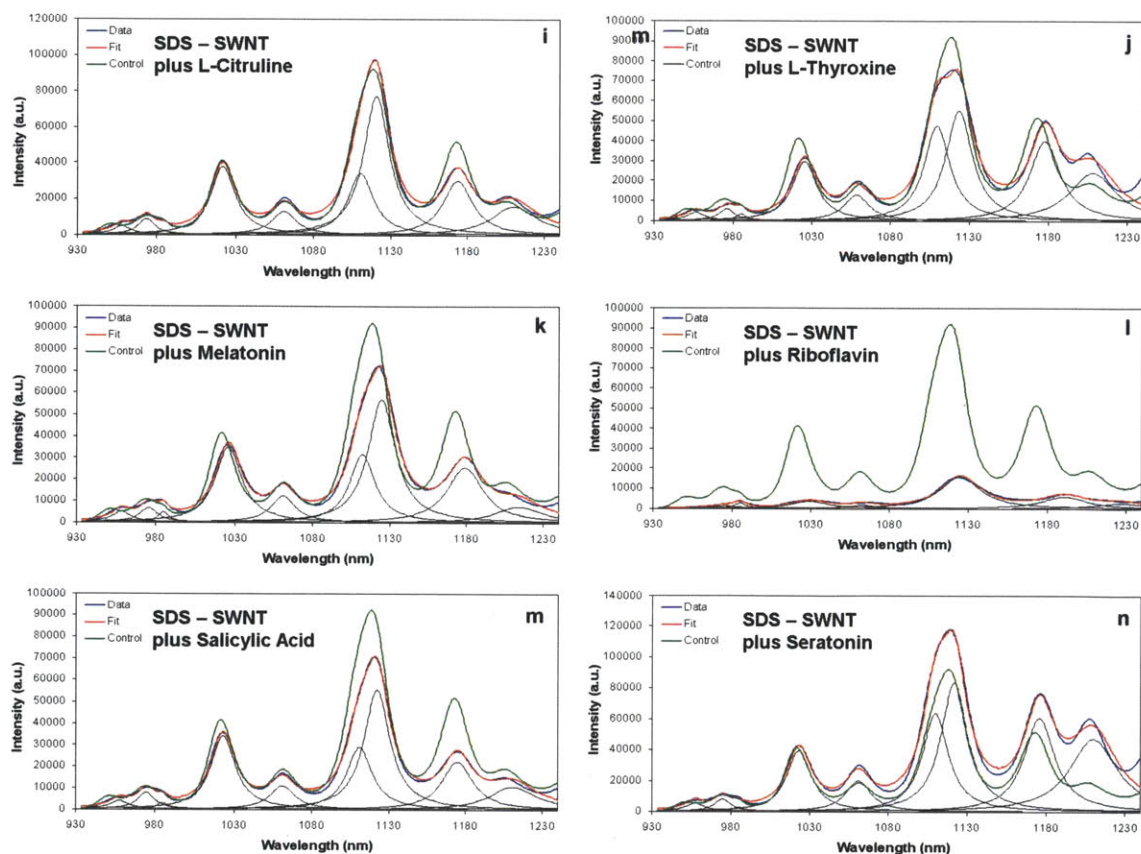 120000
100000
80000
60000
40000
20000
0
Intensity (a.u.)
Data
Fit
Control
SDS – SWNT
plus L-Citruline
i
930 980 1030 1080 1130 1180 1230
Wavelength (nm)
100000
90000
80000
70000
60000
50000
40000
30000
20000
10000
0
Intensity (a.u.)
m
Data
Fit
Control
SDS – SWNT
plus L-Thyroxine
j
930 980 1030 1080 1130 1180 1230
Wavelength (nm)
100000
90000
80000
70000
60000
50000
40000
30000
20000
10000
0
Intensity (a.u.)
Data
Fit
Control
SDS – SWNT
plus Melatonin
k
930 980 1030 1080 1130 1180 1230
Wavelength (nm)
100000
90000
80000
70000
60000
50000
40000
30000
20000
10000
0
Intensity (a.u.)
Data
Fit
Control
SDS – SWNT
plus Riboflavin
l
930 980 1030 1080 1130 1180 1230
Wavelength (nm)
100000
90000
80000
70000
60000
50000
40000
30000
20000
10000
0
Intensity (a.u.)
Data
Fit
Control
SDS – SWNT
plus Salicylic Acid
m
930 980 1030 1080 1130 1180 1230
Wavelength (nm)
140000
120000
100000
80000
60000
40000
20000
0
Intensity (a.u.)
Data
Fit
Control
SDS – SWNT
plus Seratonin
n
930 980 1030 1080 1130 1180 1230
Wavelength (nm)